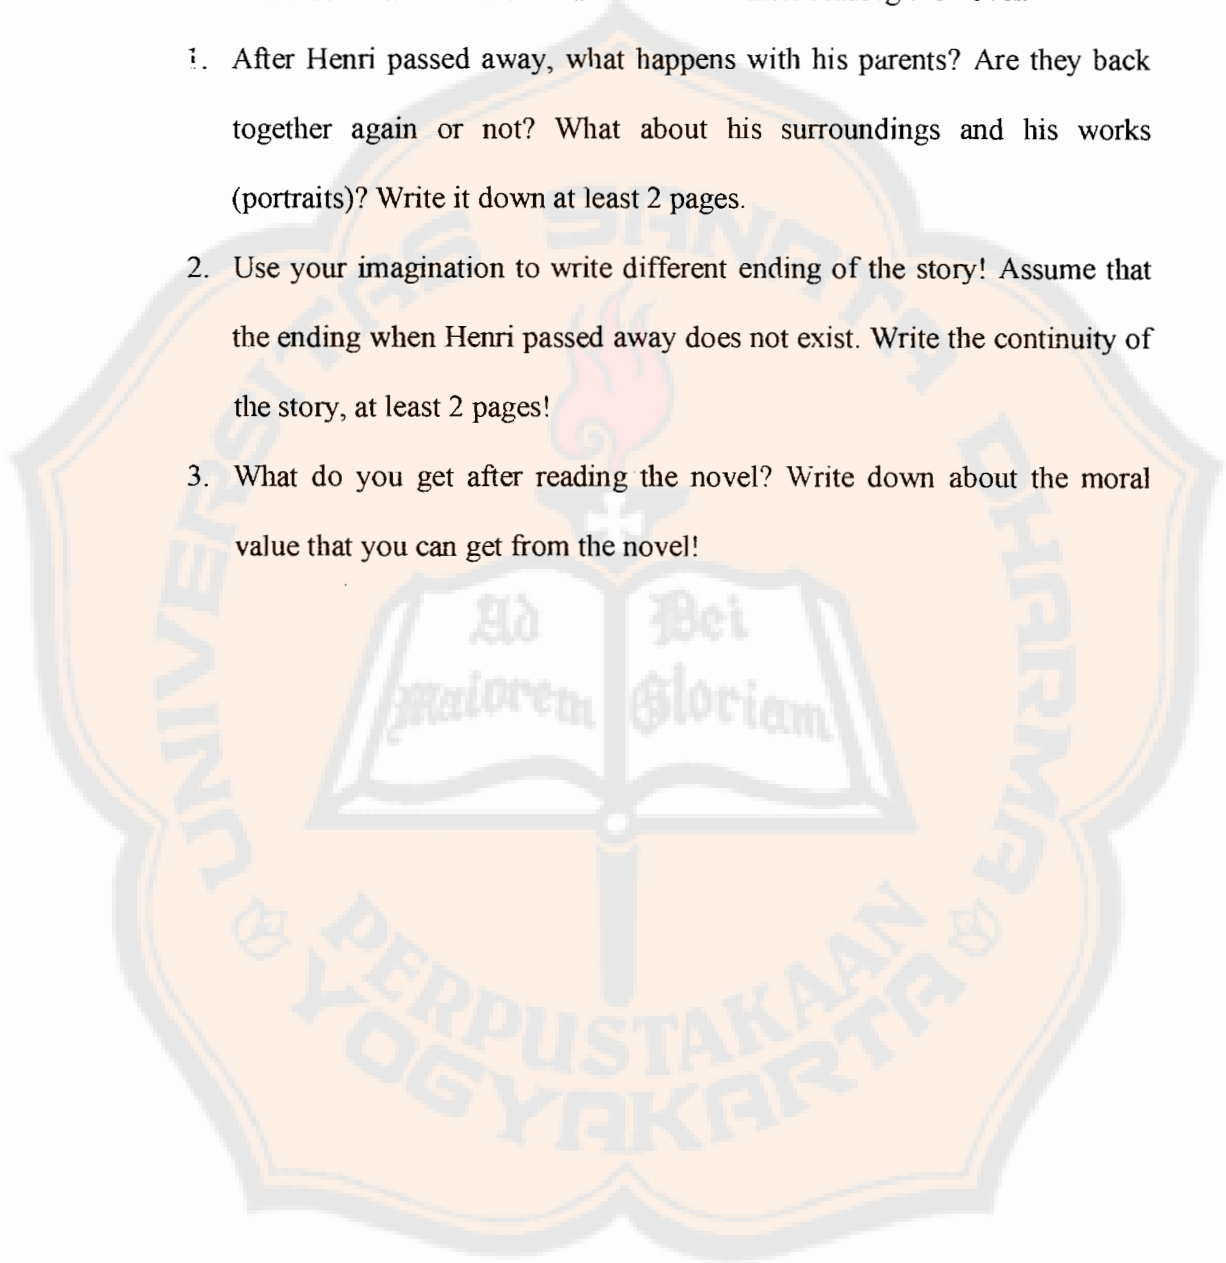 1. After Henri passed away, what happens with his parents? Are they back
together again or not? What about his surroundings and his works
(portraits)? Write it down at least 2 pages.
2. Use your imagination to write different ending of the story! Assume that
the ending when Henri passed away does not exist. Write the continuity of
the story, at least 2 pages!
3. What do you get after reading the novel? Write down about the moral
value that you can get from the novel!
UNIVERSITAS SANATA DHARMA
Ad Dei
maiorem Gloriam
PERPUSTAKAAN
YOGYAKARTA